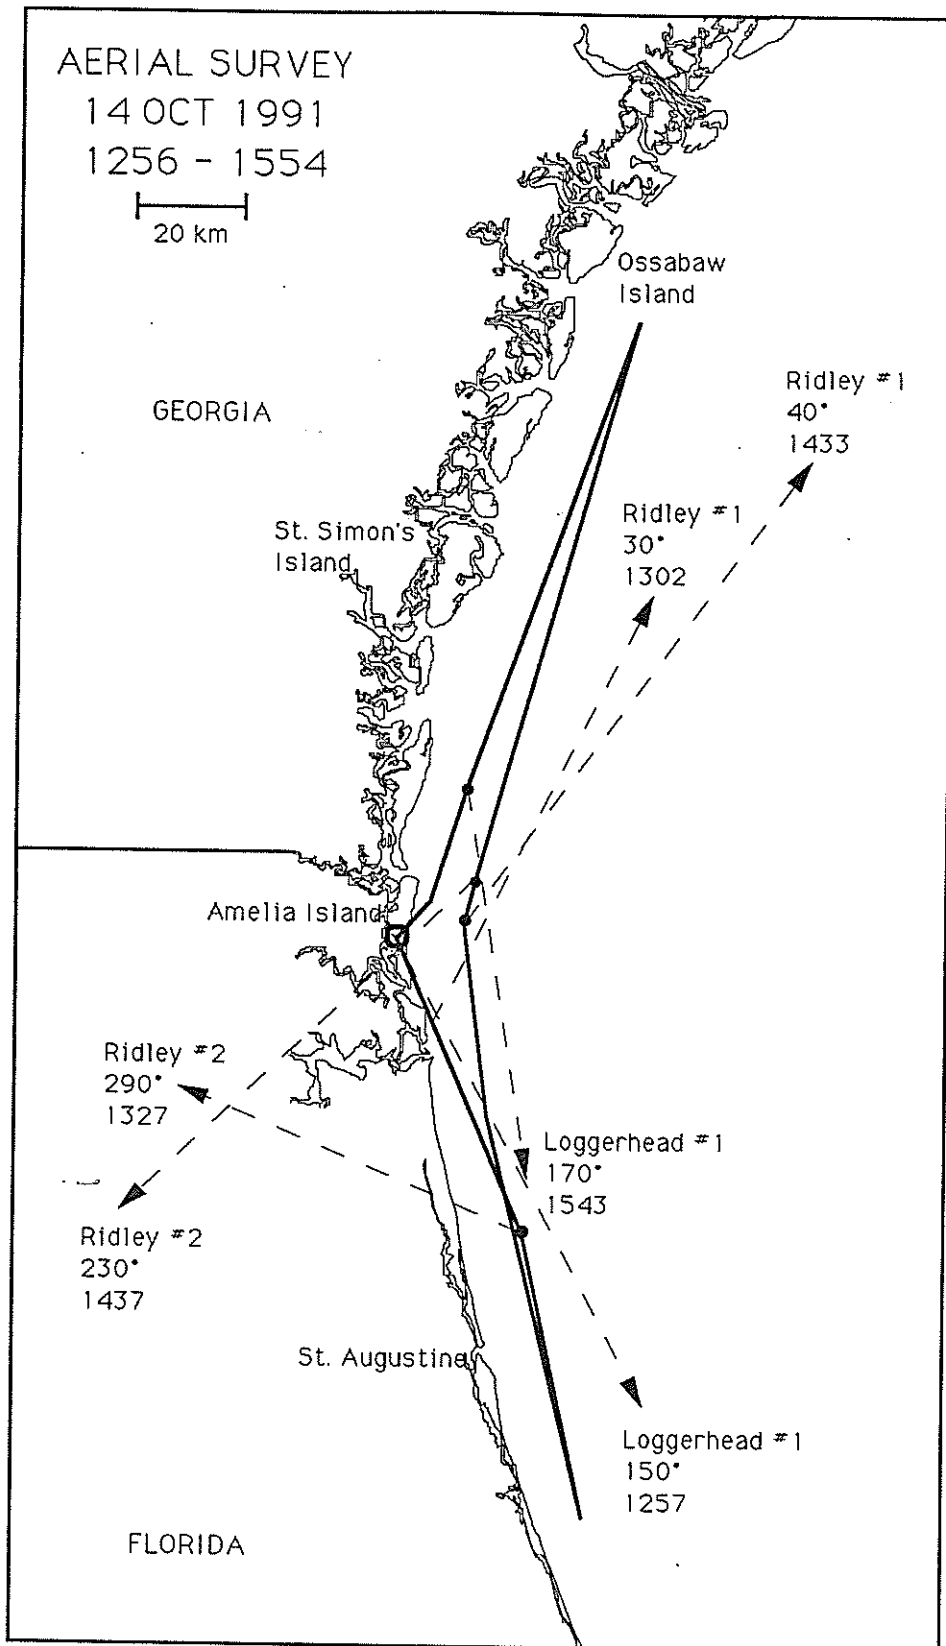 AERIAL SURVEY
14 OCT 1991
1256 - 1554
20 km
Ossabaw
Island
Ridley #1
40°
1433
GEORGIA
Ridley #1
30°
1302
St. Simon's
Island
Amelia Island
Ridley #2
290°
1327
Loggerhead #1
170°
1543
Ridley #2
230°
1437
St. Augustine
Loggerhead #1
150°
1257
FLORIDA